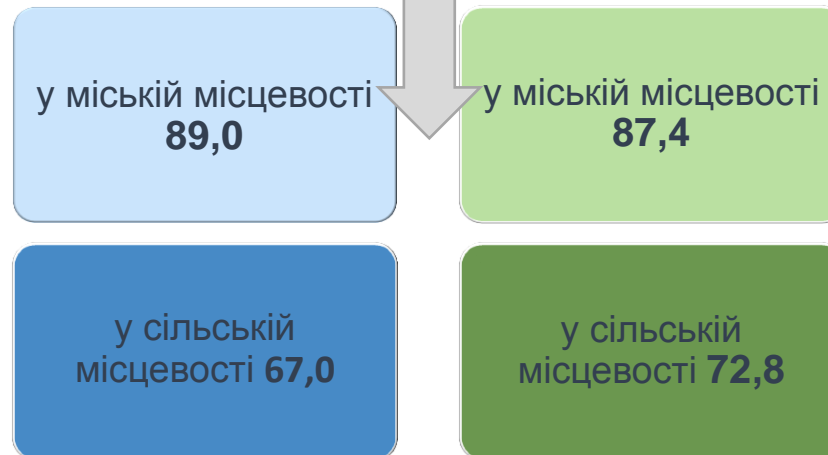 у міській місцевості
89,0
у міській місцевості
87,4
у сільській
місцевості 67,0
у сільській
місцевості 72,8